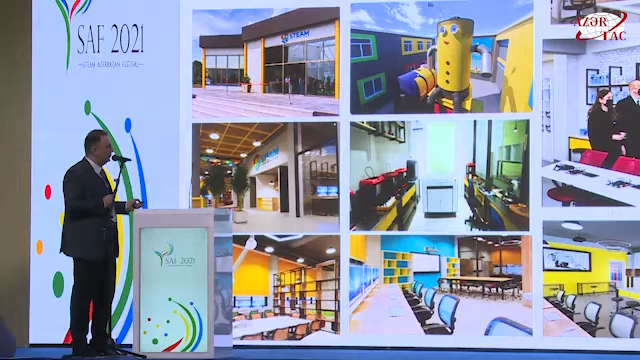 SAF 2021
STEAM AZERBAIJAN FESTIVAL
STEAM
AZƏR
TAC
SAF 2021